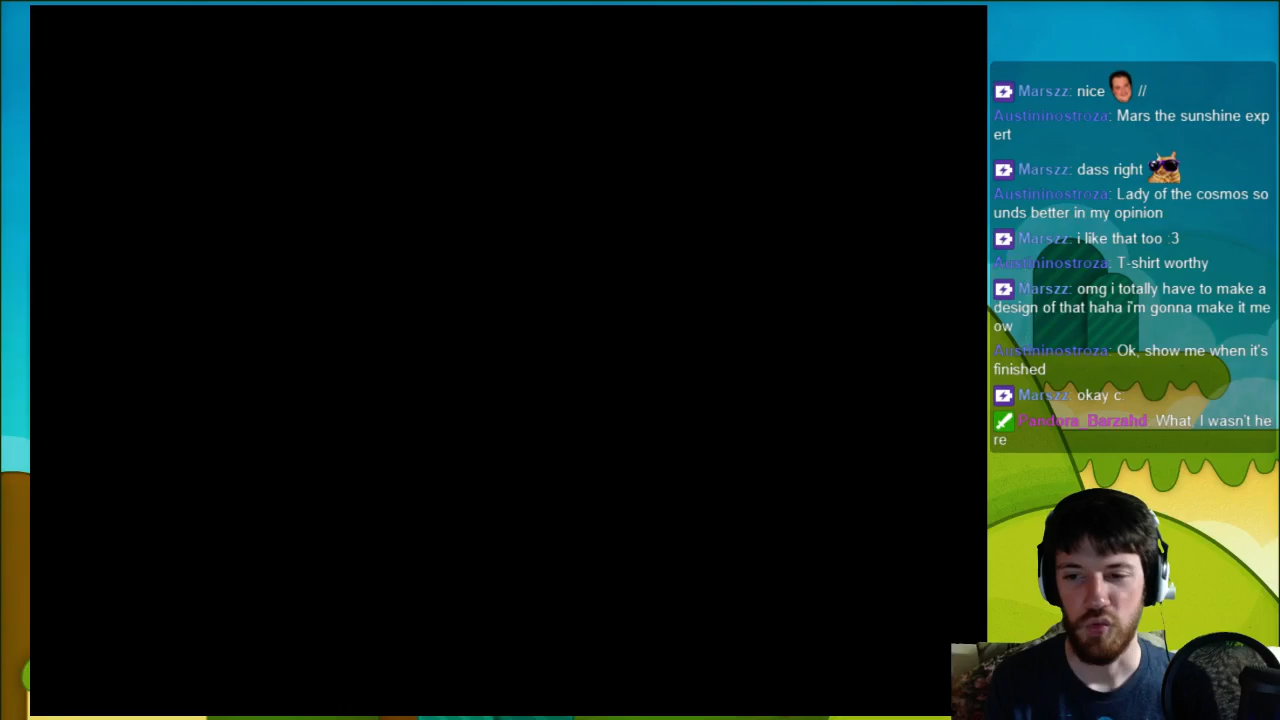 Marszz: nice //
Austininostroza: Mars the sunshine exp
ert
Marszz: dass right
Austininostroza: Lady of the cosmos so
unds better in my opinion
Marszz: i like that too :3
Austininostroza: T-shirt worthy
Marszz: omg i totally have to make a
design of that haha i'm gonna make it me
ow
Austininostroza: Ok, show me when it's
finished
Marszz: okay c:
Pandora_Barzahd: What, I wasn't he
re